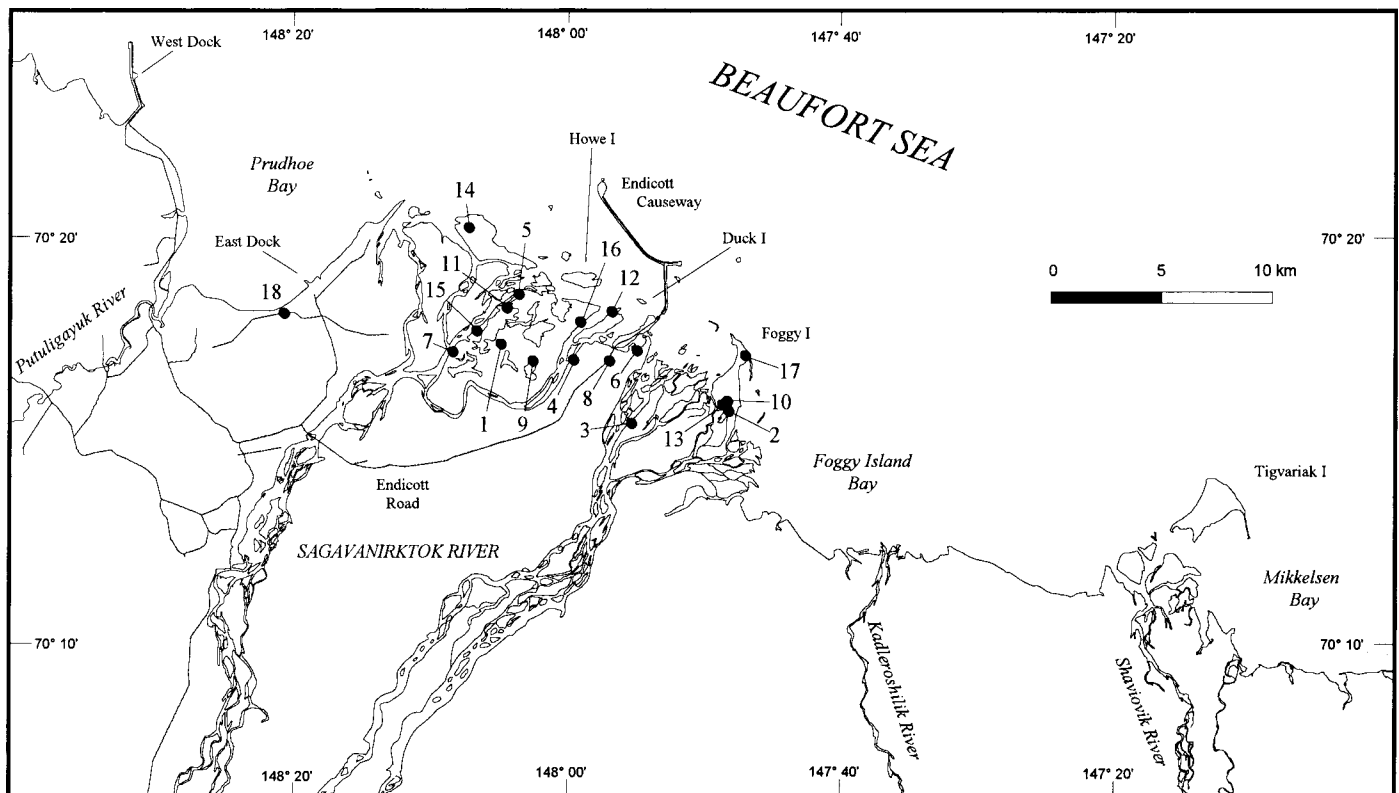 148° 20'
148° 00'
147° 40'
147° 20'
West Dock
BEAUFORT SEA
Howe I
Prudhoe
Bay
Endicott
Causeway
14
5
70° 20'
East Dock
11
16
12
Duck I
70° 20'
0
5
10 km
18
15
Putuligayuk River
7
Foggy I
17
1
9
4
8
6
10
3
13
2
Foggy Island
Bay
Tigvariak I
Endicott
Road
SAGAVANIRKTOK RIVER
Mikkelsen
Bay
70° 10'
70° 10'
Kadleroshilik River
Shaviovik River
148° 20'
148° 00'
147° 40'
147° 20'